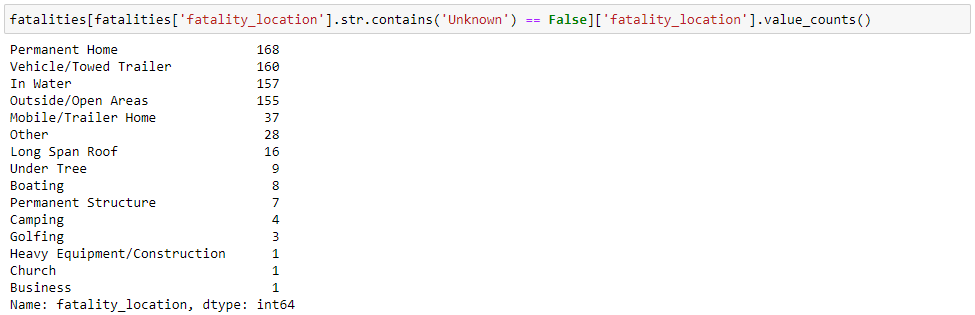 fatalities[fatalities['fatality_location'].str.contains('Unknown') == False]['fatality_location'].value_counts()
Permanent Home                  168
Vehicle/Towed Trailer           160
In Water                        157
Outside/Open Areas              155
Mobile/Trailer Home              37
Other                            28
Long Span Roof                   16
Under Tree                        9
Boating                           8
Permanent Structure               7
Camping                           4
Golfing                           3
Heavy Equipment/Construction      1
Church                            1
Business                          1
Name: fatality_location, dtype: int64